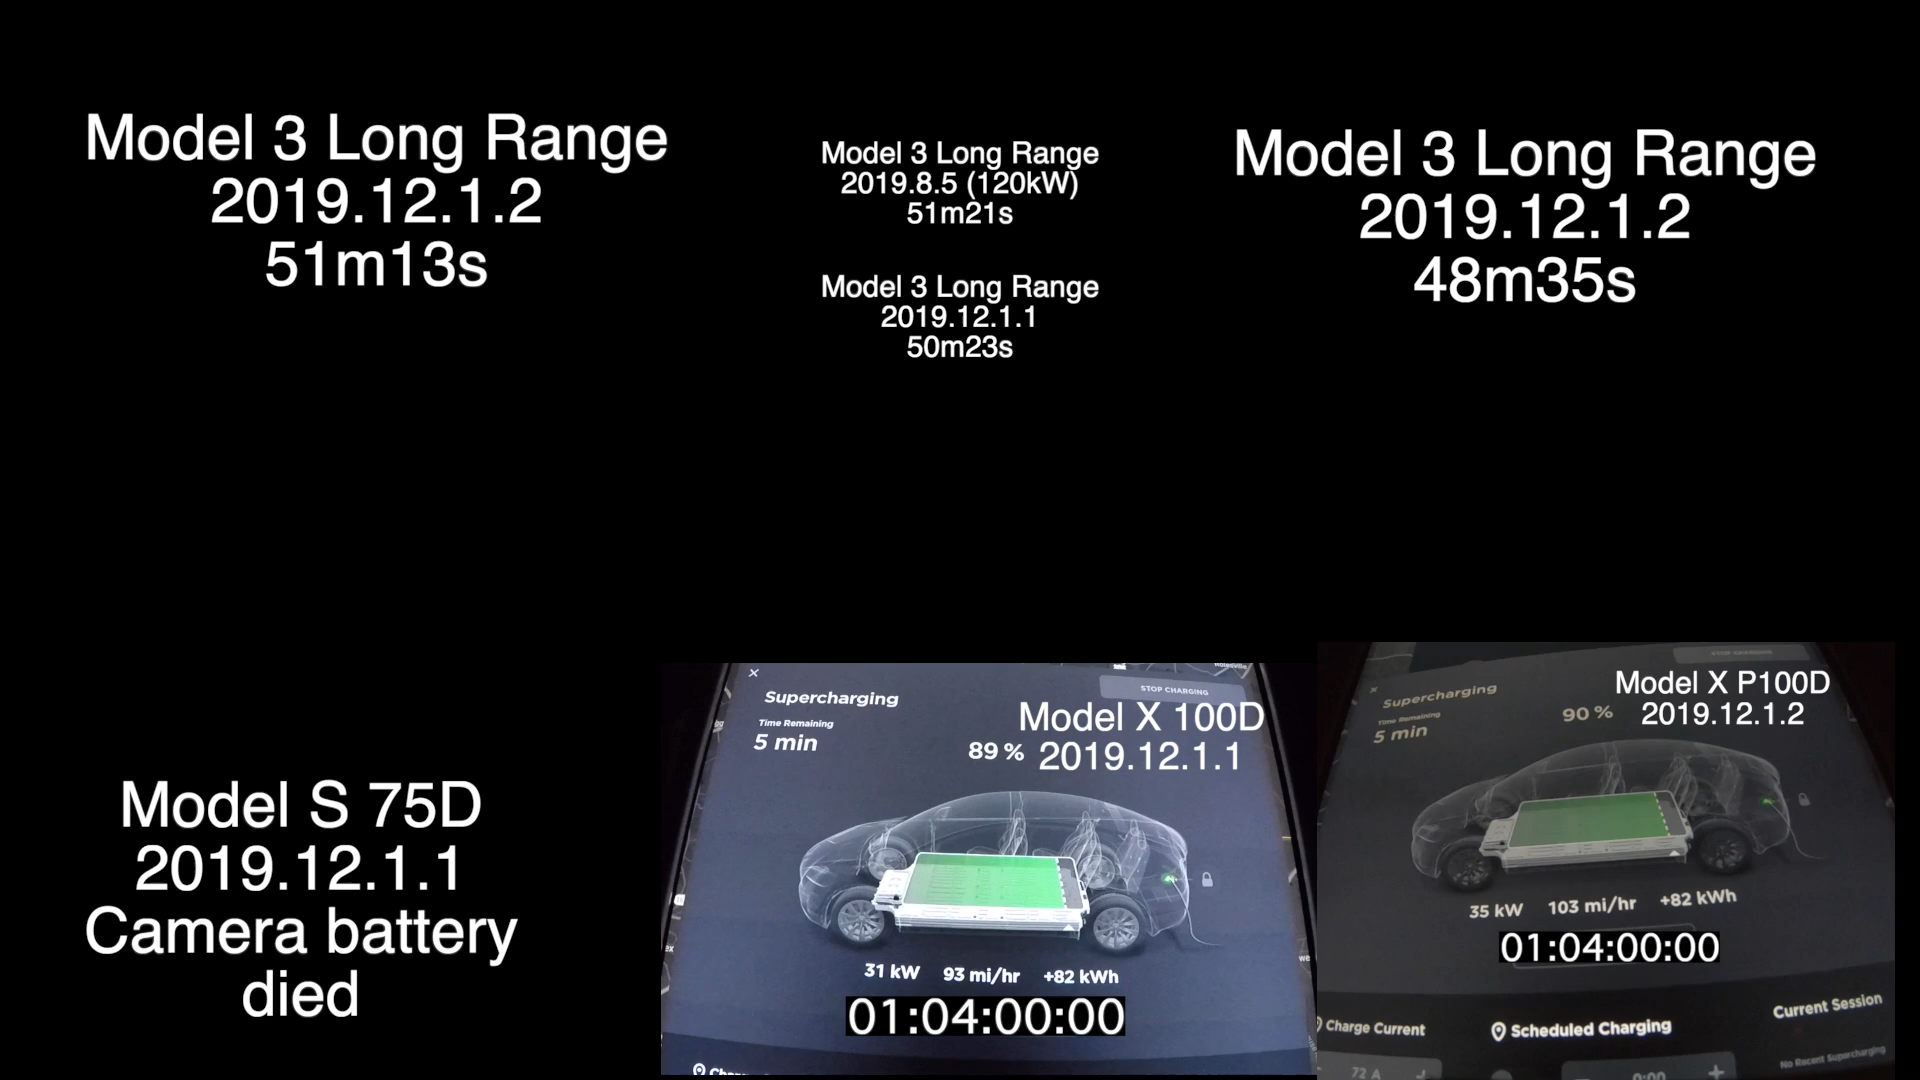 Model 3 Long Range
2019.12.1.2
51m13s
Model 3 Long Range
2019.8.5 (120kW)
51m21s
Model 3 Long Range
2019.12.1.1
50m23s
Model 3 Long Range
2019.12.1.2
48m35s
Model S 75D
2019.12.1.1
Camera battery
died
Supercharging
STOP CHARGING
Time Remaining
5 min
Model X 100D
89 %
2019.12.1.1
31 kW 93 mi/hr +82 kWh
01:04:00:00
STOP CHARGING
Supercharging
Time Remaining
5 min
90 %
Model X P100D
2019.12.1.2
35 kW 103 mi/hr +82 kWh
01:04:00:00
Charge Current
Scheduled Charging
Current Session
No Recent Supercharging
72 A